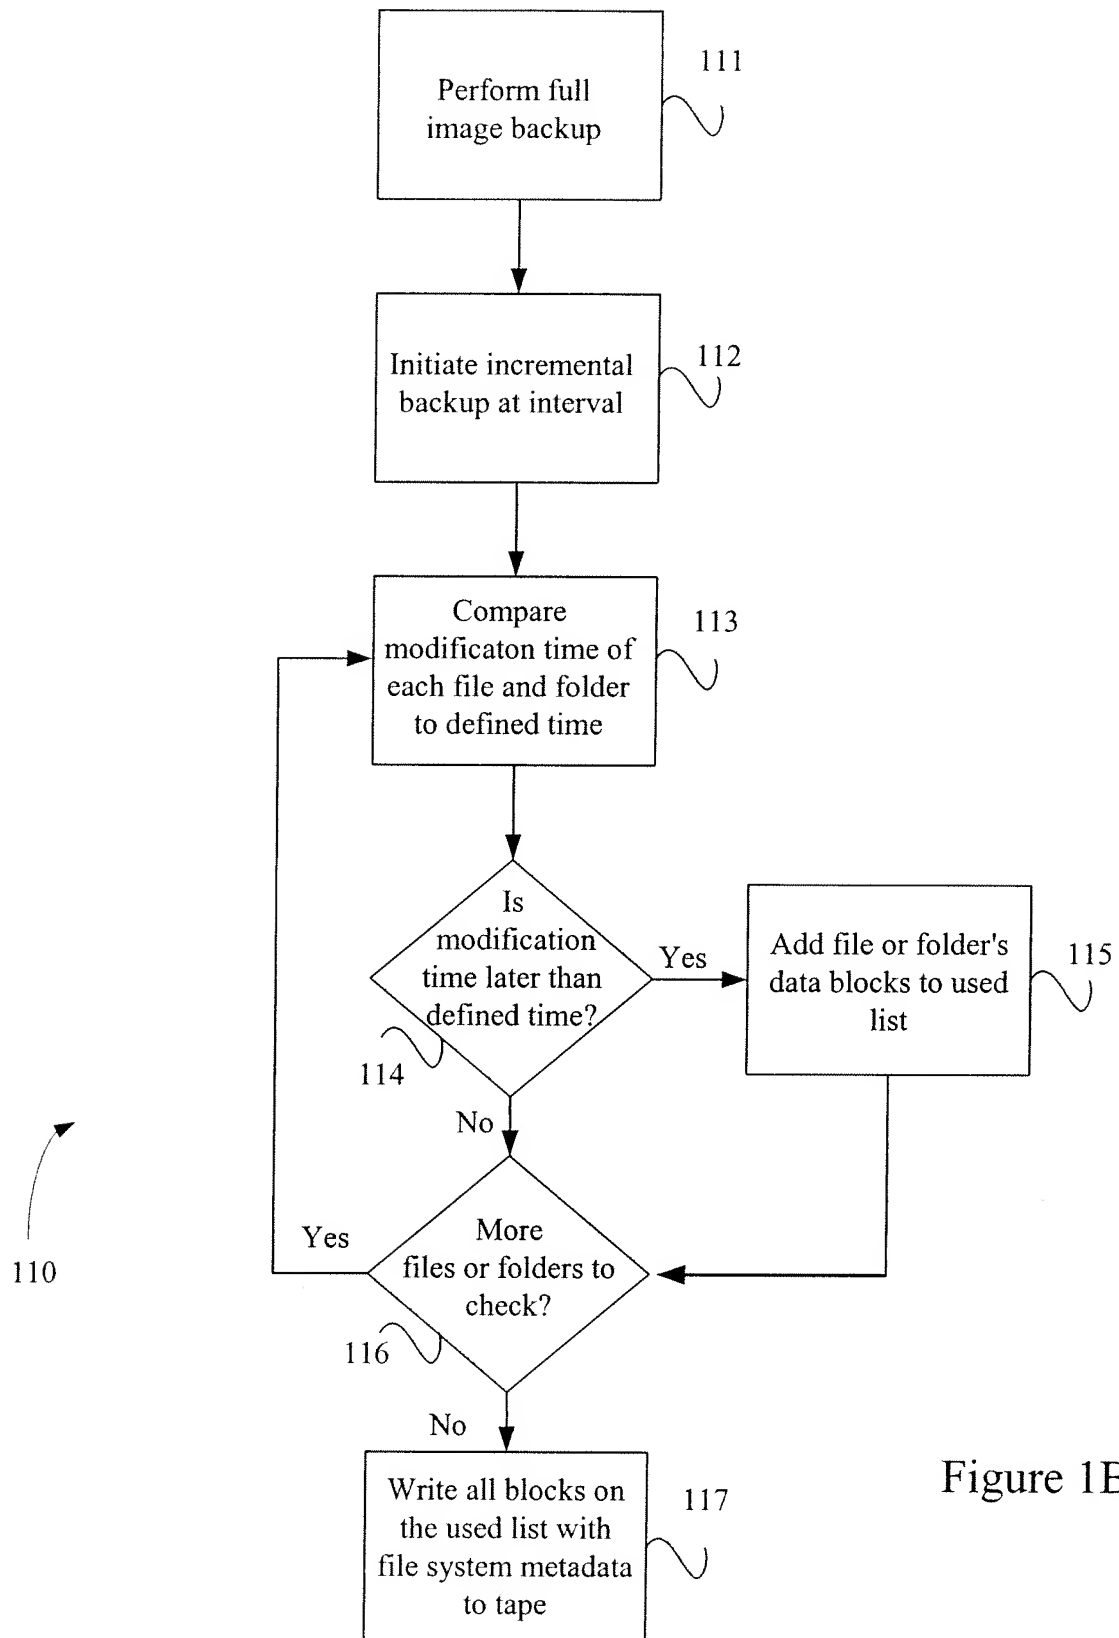 Perform full
image backup
111
Initiate incremental
backup at interval
112
Compare
modificaton time of
each file and folder
to defined time
113
Is
modification
time later than
defined time?
114
Yes
Add file or folder's
data blocks to used
list
115
No
More
files or folders to
check?
116
Yes
110
No
Write all blocks on
the used list with
file system metadata
to tape
117
Figure 1B